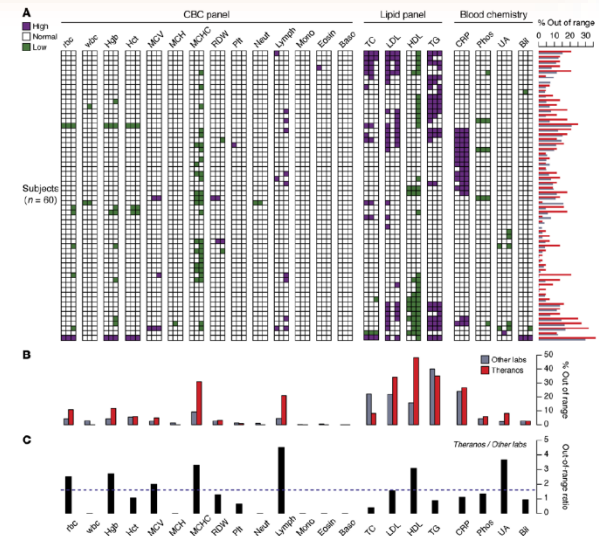 A
CBC panel
Lipid panel
Blood chemistry
High
Normal
Low
rbc wbc Hgb Hct MCV MCH MCHC RDW Plt Neut Lymph Mono Eosin Baso TC LDL HDL TG CRP Phos UA Bil
% Out of range
0 10 20 30
Subjects
(n = 60)
B
Other labs
Theranos
50
40
30
20
10
0
% Out of range
C
Theranos / Other labs
5
4
3
2
1
0
Out-of-range
ratio
rbc wbc Hgb Hct MCV MCH MCHC RDW Plt Neut Lymph Mono Eosin Baso TC LDL HDL TG CRP Phos UA Bil